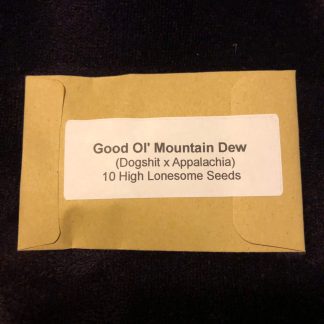 Good Ol' Mountain Dew
(Dogshit x Appalachia)
10 High Lonesome Seeds